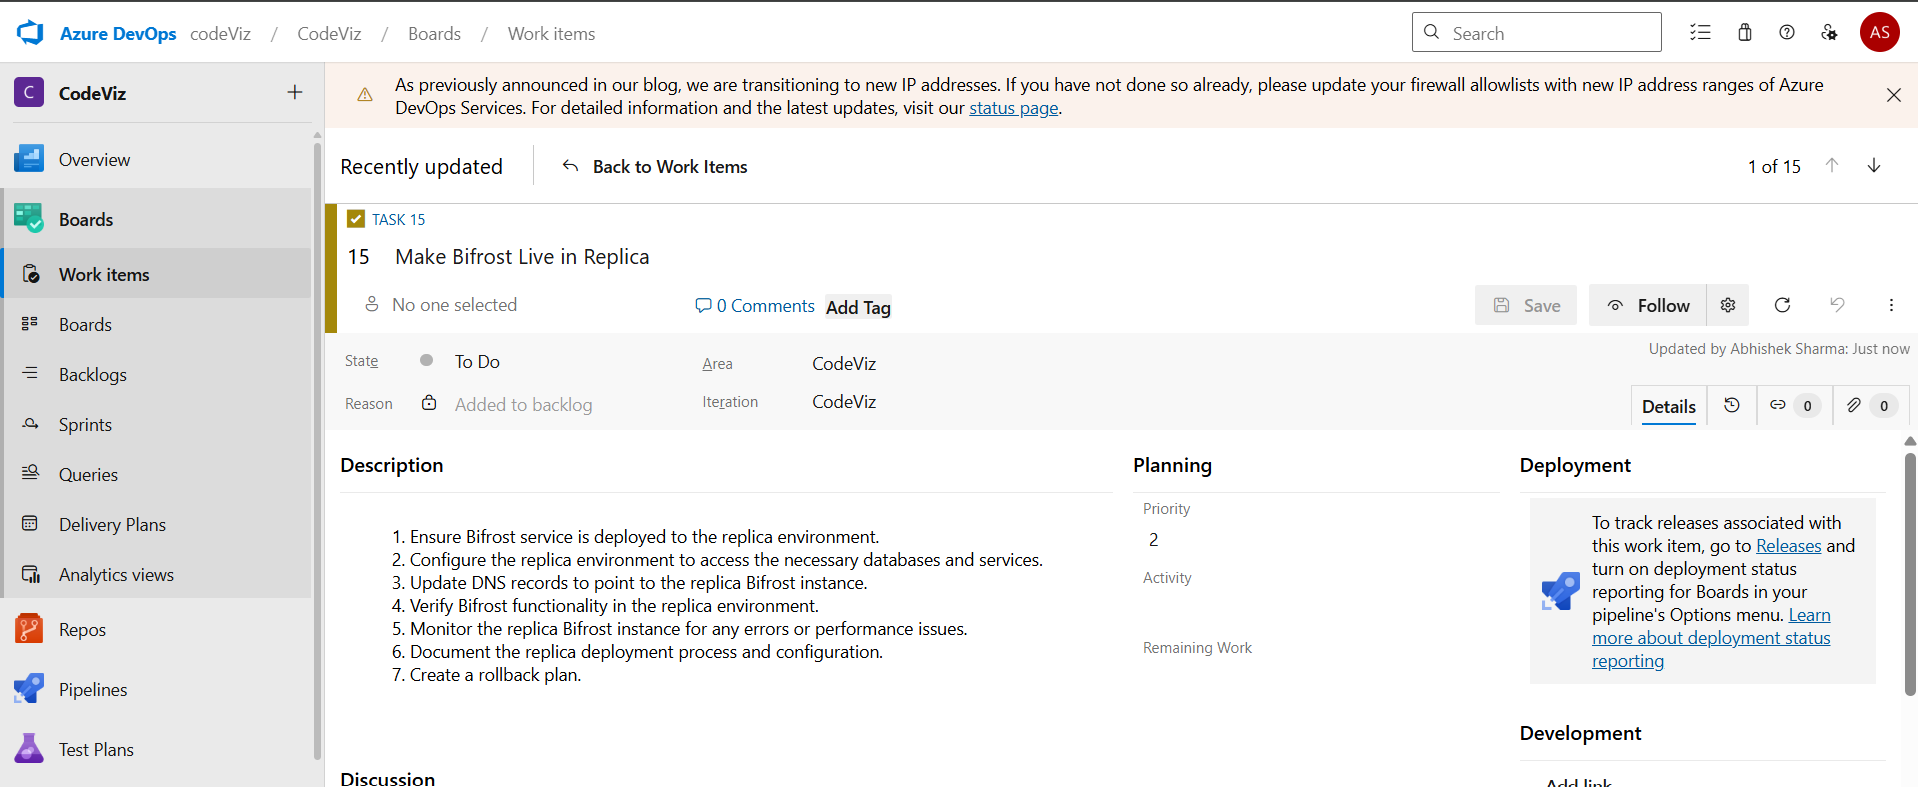 Azure DevOps codeViz / CodeViz / Boards / Work items
Search
AS
C CodeViz +
Overview
Boards
Work items
Boards
Backlogs
Sprints
Queries
Delivery Plans
Analytics views
Repos
Pipelines
Test Plans
As previously announced in our blog, we are transitioning to new IP addresses. If you have not done so already, please update your firewall allowlists with new IP address ranges of Azure
DevOps Services. For detailed information and the latest updates, visit our status page.
Recently updated
Back to Work Items
1 of 15
TASK 15
15 Make Bifrost Live in Replica
No one selected
0 Comments
Add Tag
Save
Follow
State To Do
Area CodeViz
Updated by Abhishek Sharma: Just now
Reason Added to backlog
Iteration CodeViz
Details
0
0
Description
1. Ensure Bifrost service is deployed to the replica environment.
2. Configure the replica environment to access the necessary databases and services.
3. Update DNS records to point to the replica Bifrost instance.
4. Verify Bifrost functionality in the replica environment.
5. Monitor the replica Bifrost instance for any errors or performance issues.
6. Document the replica deployment process and configuration.
7. Create a rollback plan.
Discussion
Planning
Priority
2
Activity
Remaining Work
Deployment
To track releases associated with
this work item, go to Releases and
turn on deployment status
reporting for Boards in your
pipeline's Options menu. Learn
more about deployment status
reporting
Development
Add link